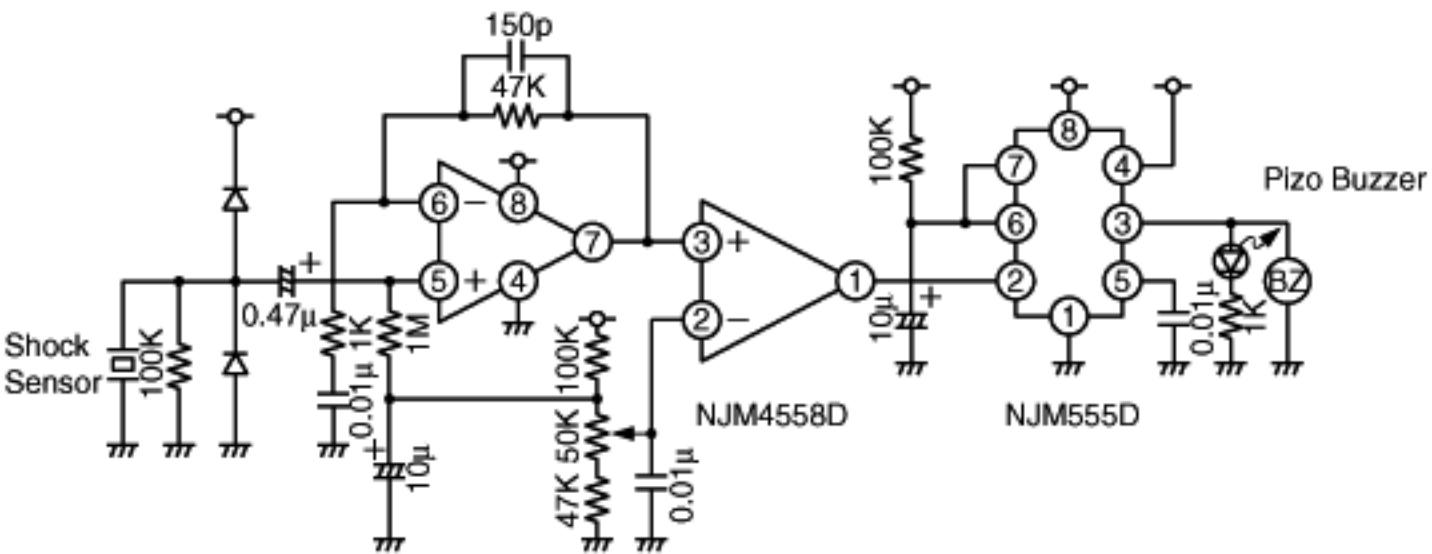 150p
47K
8
6
−
7
5
+
4
+
0.47μ
Shock
Sensor
100K
1K
0.01μ
1M
+
10μ
100K
50K
47K
0.01μ
3
+
2
−
1
NJM4558D
100K
10μ
+
8
7
4
6
3
2
5
1
NJM555D
0.01μ
1K
BZ
Pizo Buzzer